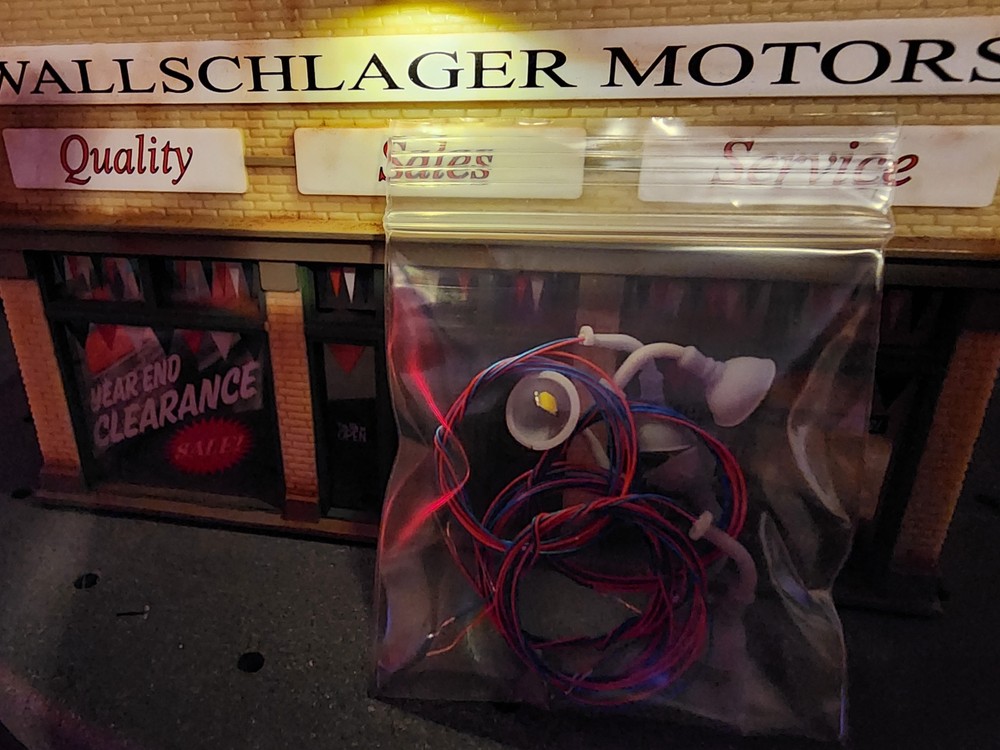 WALLSCHLAGER MOTORS
Quality
Sales
Service
YEAR END
CLEARANCE
SALE!
OPEN